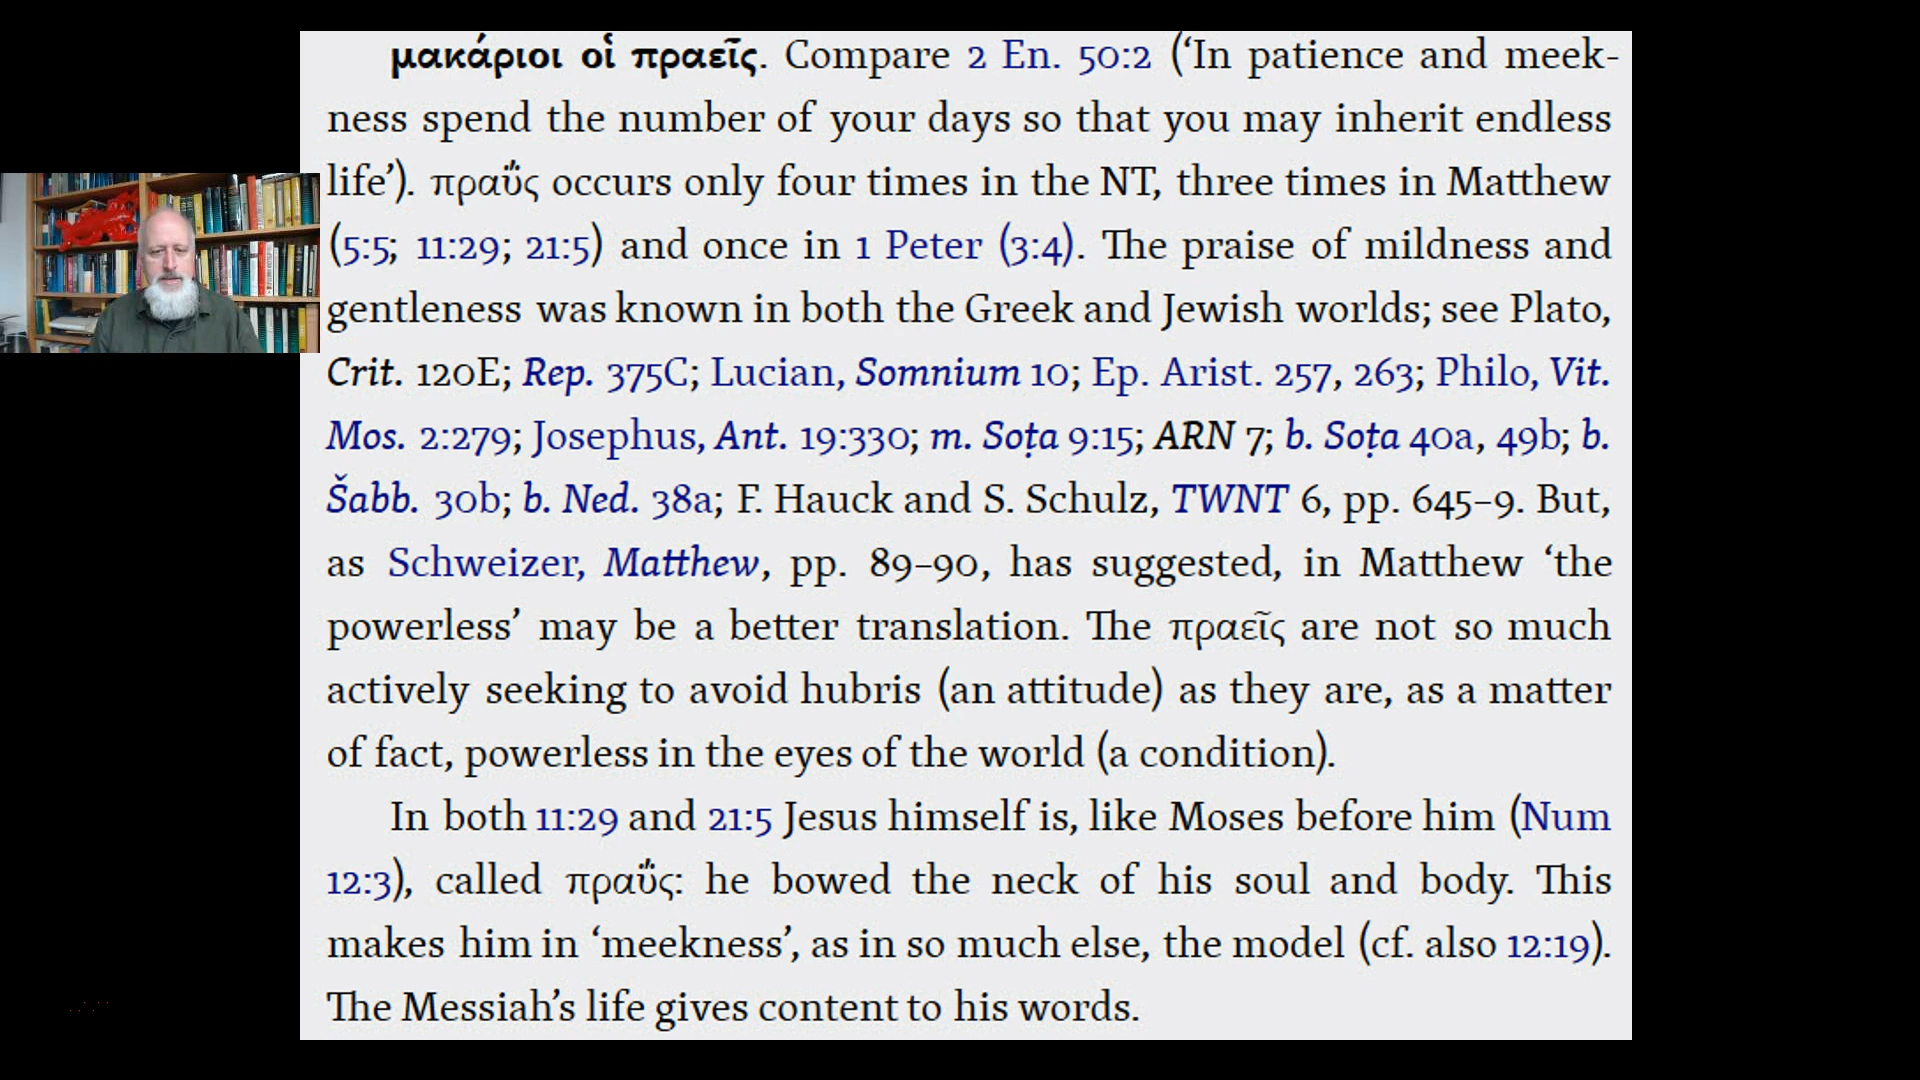 μακάριοι οἱ πραεῖς. Compare 2 En. 50:2 (‘In patience and meek-
ness spend the number of your days so that you may inherit endless
life’). πραΰς occurs only four times in the NT, three times in Matthew
(5:5; 11:29; 21:5) and once in 1 Peter (3:4). The praise of mildness and
gentleness was known in both the Greek and Jewish worlds; see Plato,
Crit. 120E; Rep. 375C; Lucian, Somnium 10; Ep. Arist. 257, 263; Philo, Vit.
Mos. 2:279; Josephus, Ant. 19:330; m. Soṭa 9:15; ARN 7; b. Soṭa 40a, 49b; b.
Šabb. 30b; b. Ned. 38a; F. Hauck and S. Schulz, TWNT 6, pp. 645–9. But,
as Schweizer, Matthew, pp. 89–90, has suggested, in Matthew ‘the
powerless’ may be a better translation. The πραεῖς are not so much
actively seeking to avoid hubris (an attitude) as they are, as a matter
of fact, powerless in the eyes of the world (a condition).
In both 11:29 and 21:5 Jesus himself is, like Moses before him (Num
12:3), called πραΰς: he bowed the neck of his soul and body. This
makes him in ‘meekness’, as in so much else, the model (cf. also 12:19).
The Messiah’s life gives content to his words.